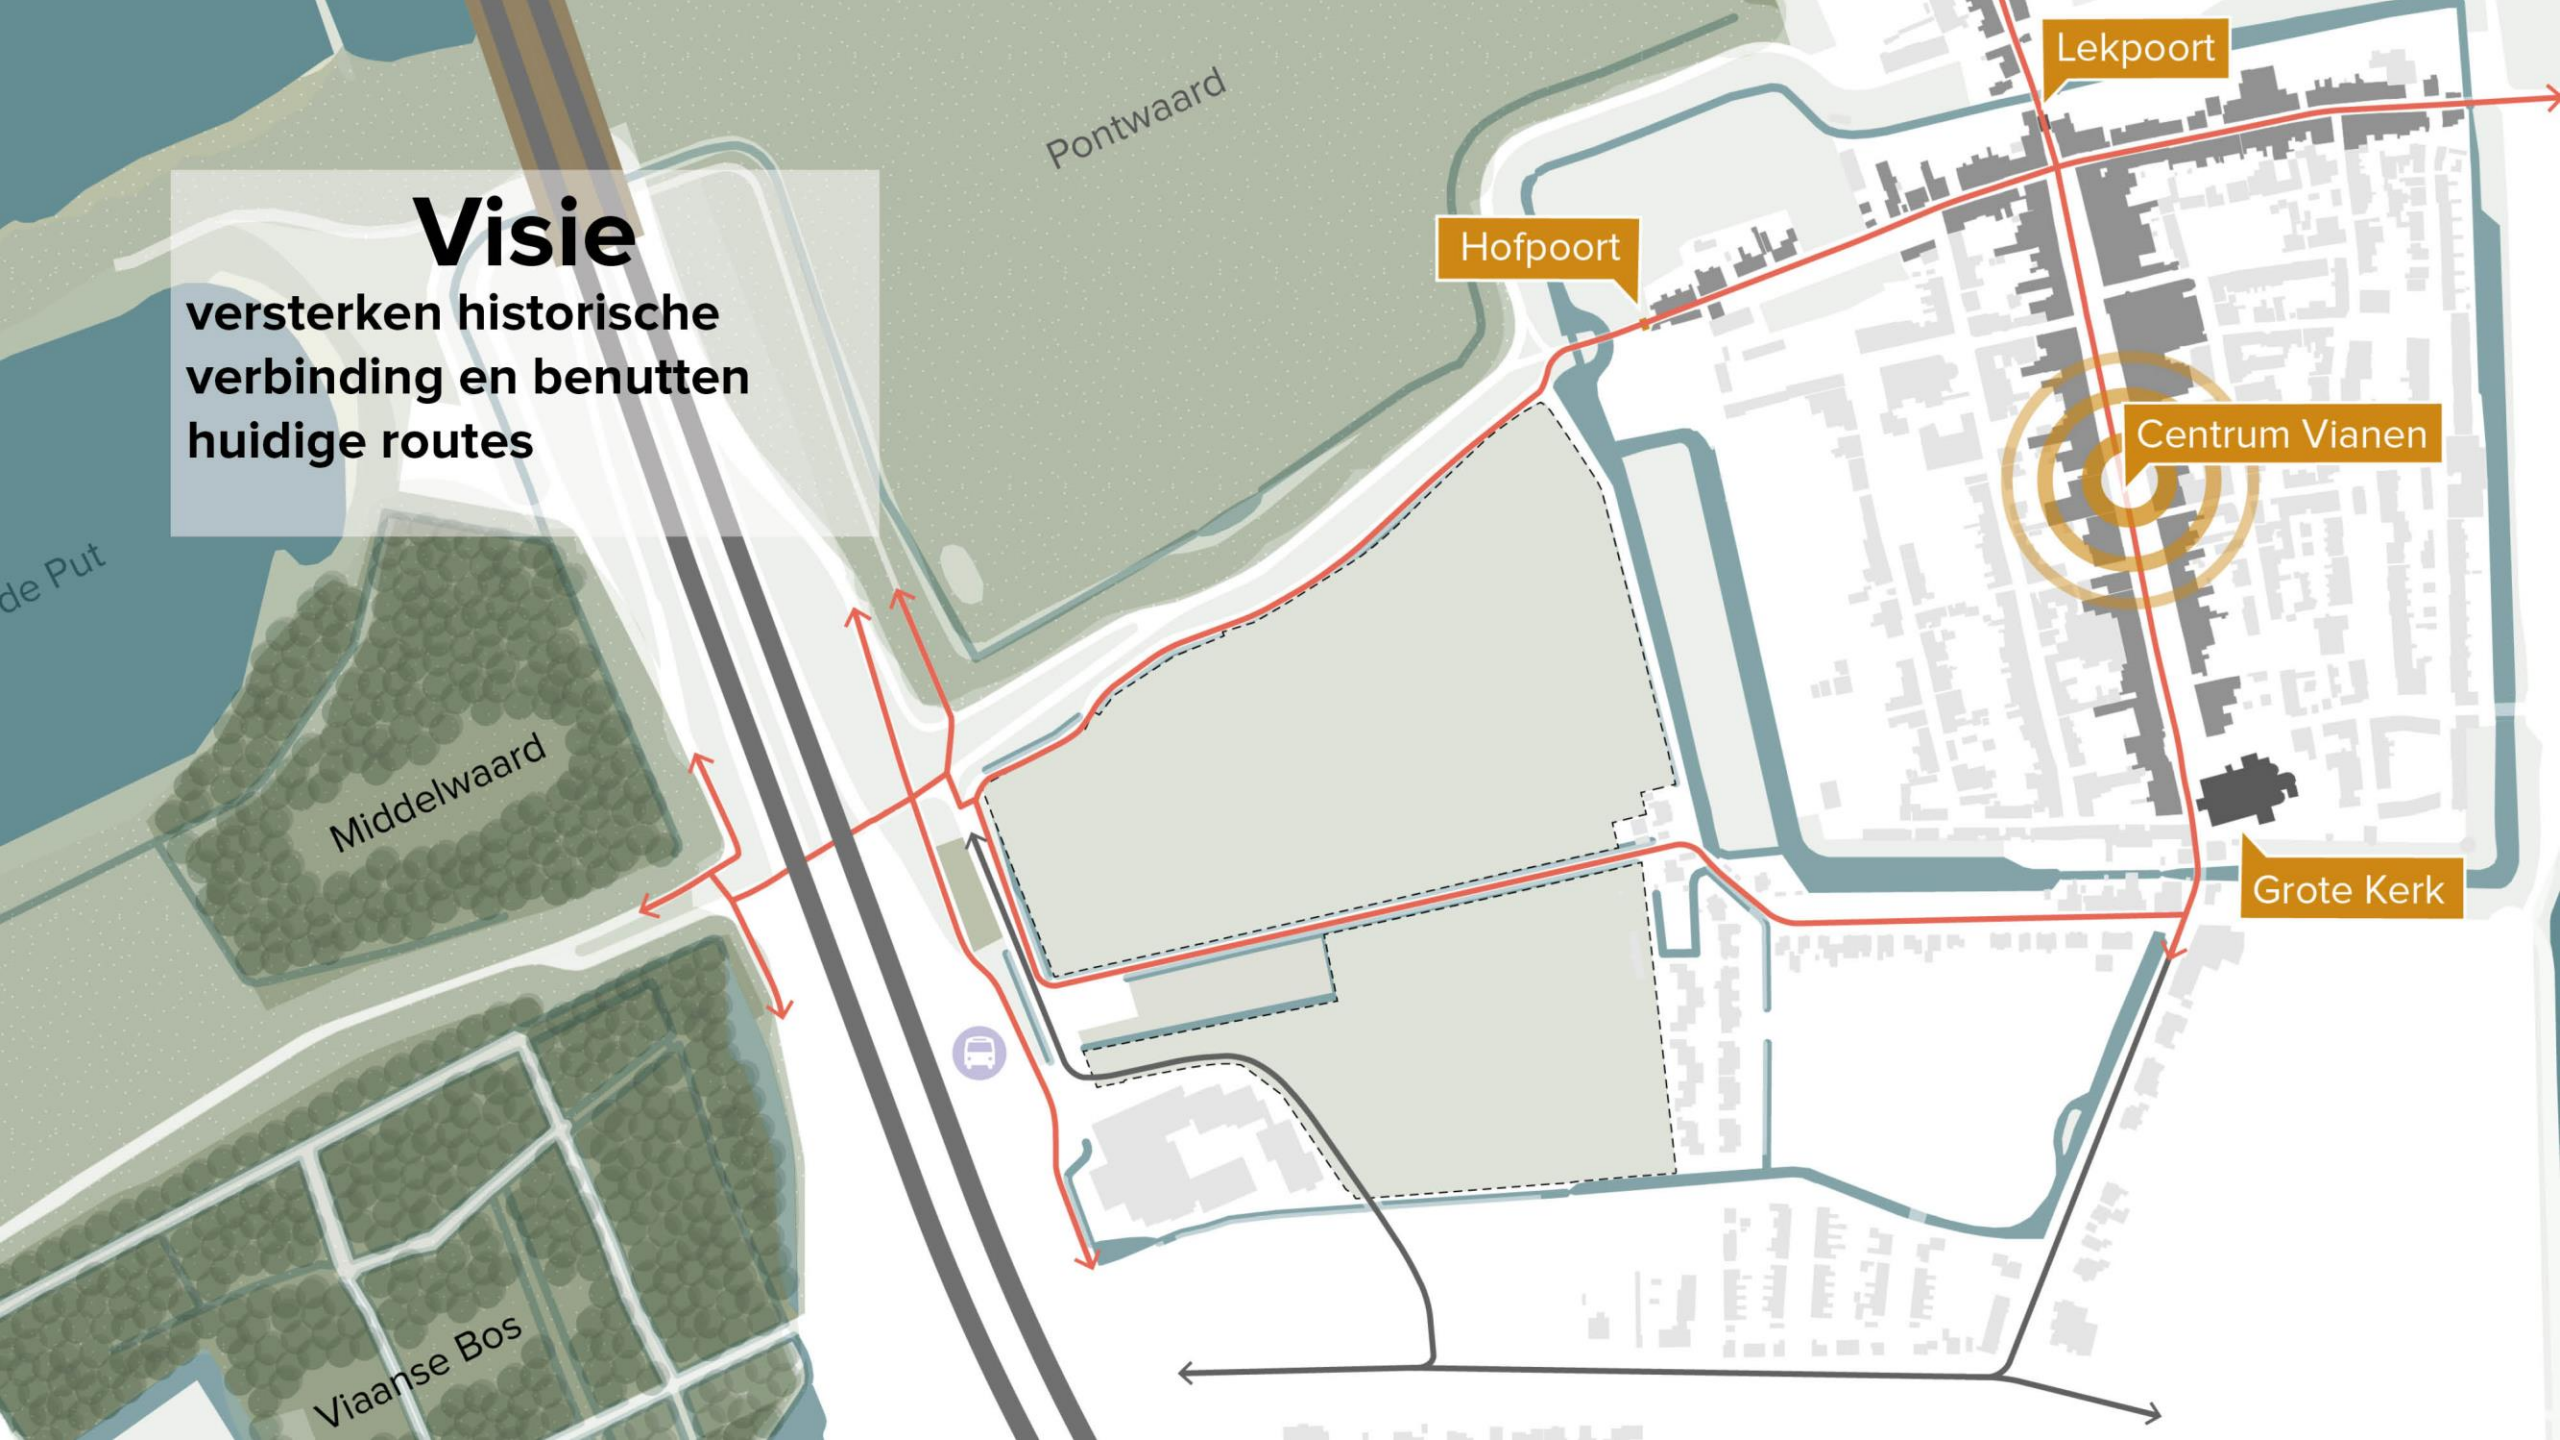 Visie
versterken historische
verbinding en benutten
huidige routes
Pontwaard
Lekpoort
Hofpoort
Centrum Vianen
de Put
Middelwaard
Grote Kerk
Viaanse Bos